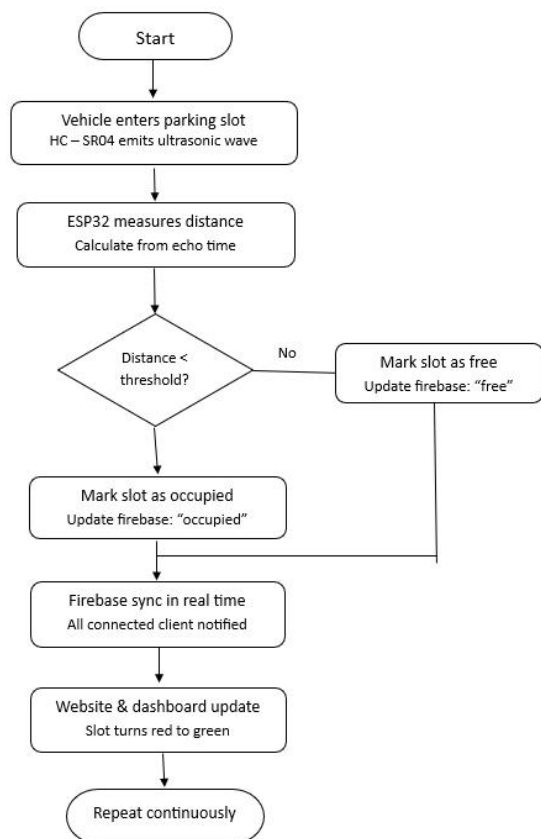 Start
Vehicle enters parking slot
HC – SR04 emits ultrasonic wave
ESP32 measures distance
Calculate from echo time
Distance <
threshold?
No
Mark slot as free
Update firebase: “free”
Mark slot as occupied
Update firebase: “occupied”
Firebase sync in real time
All connected client notified
Website & dashboard update
Slot turns red to green
Repeat continuously